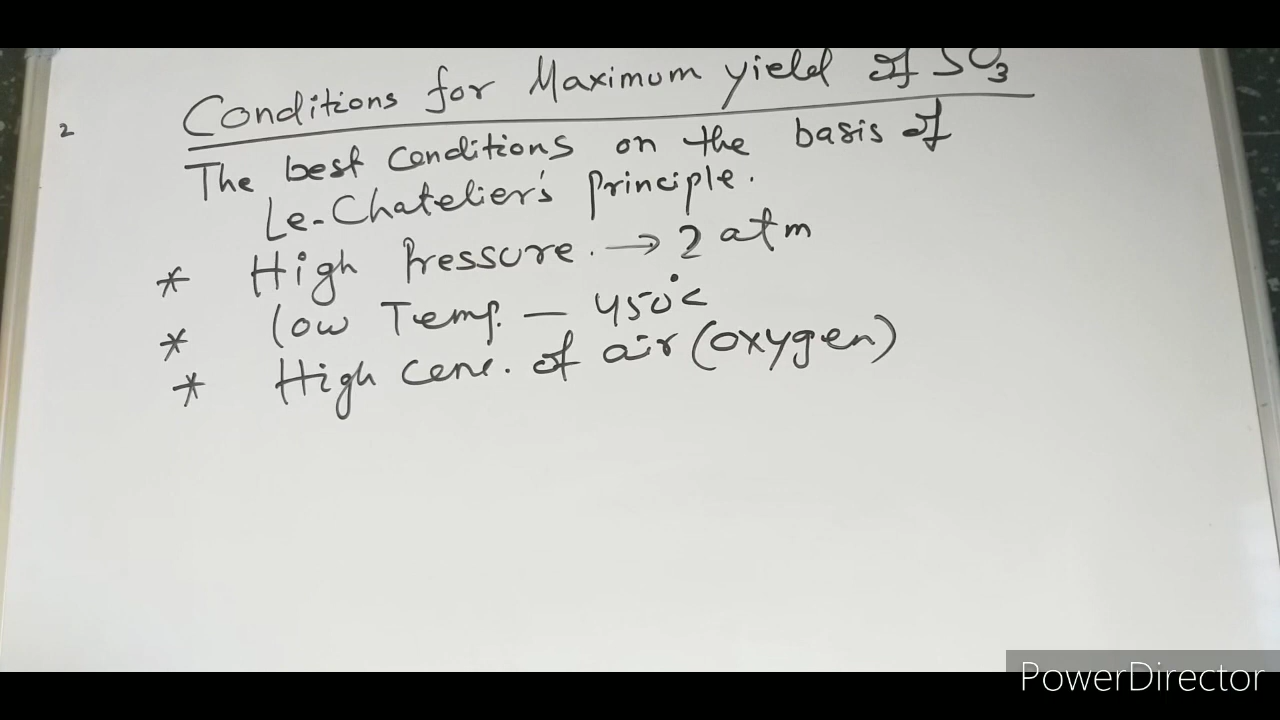 2
Conditions for Maximum yield of SO3
The best conditions on the basis of
Le-Chatelier's principle.
* High Pressure. → 2 atm
* low Temp. — 450°C
* High conc. of air (oxygen)
PowerDirector